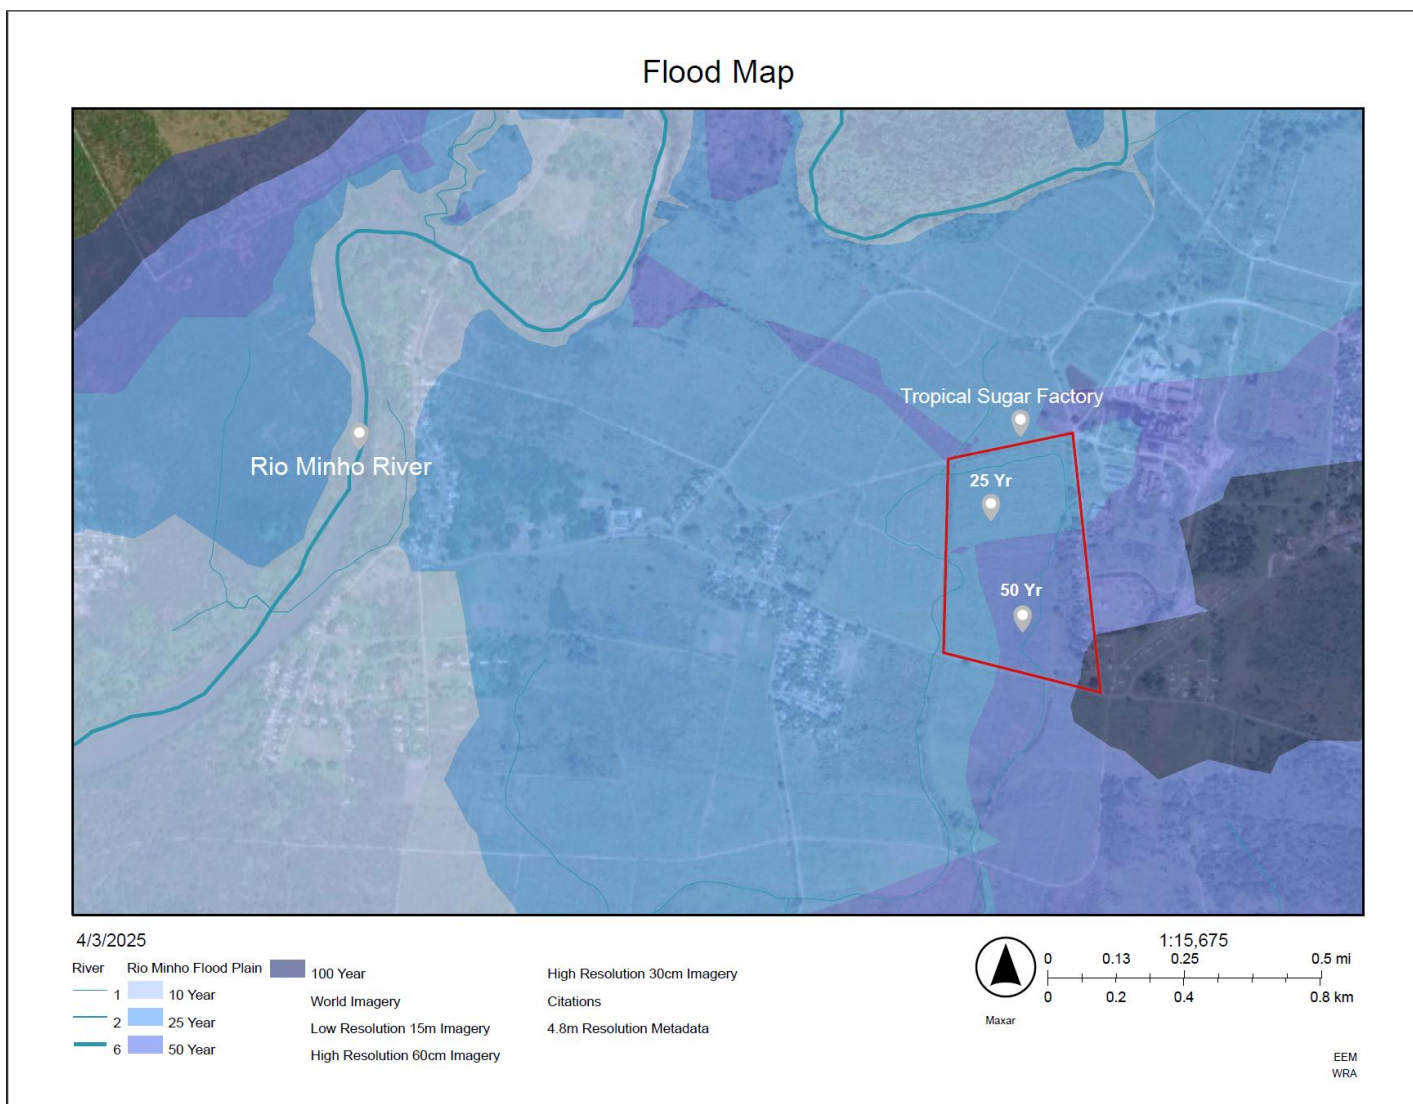 Flood Map
Tropical Sugar Factory
Rio Minho River
25 Yr
50 Yr
4/3/2025
River
1
2
6
Rio Minho Flood Plain
10 Year
25 Year
50 Year
100 Year
World Imagery
Low Resolution 15m Imagery
High Resolution 60cm Imagery
High Resolution 30cm Imagery
Citations
4.8m Resolution Metadata
Maxar
1:15,675
0 0.13 0.25 0.5 mi
0 0.2 0.4 0.8 km
EEM
WRA